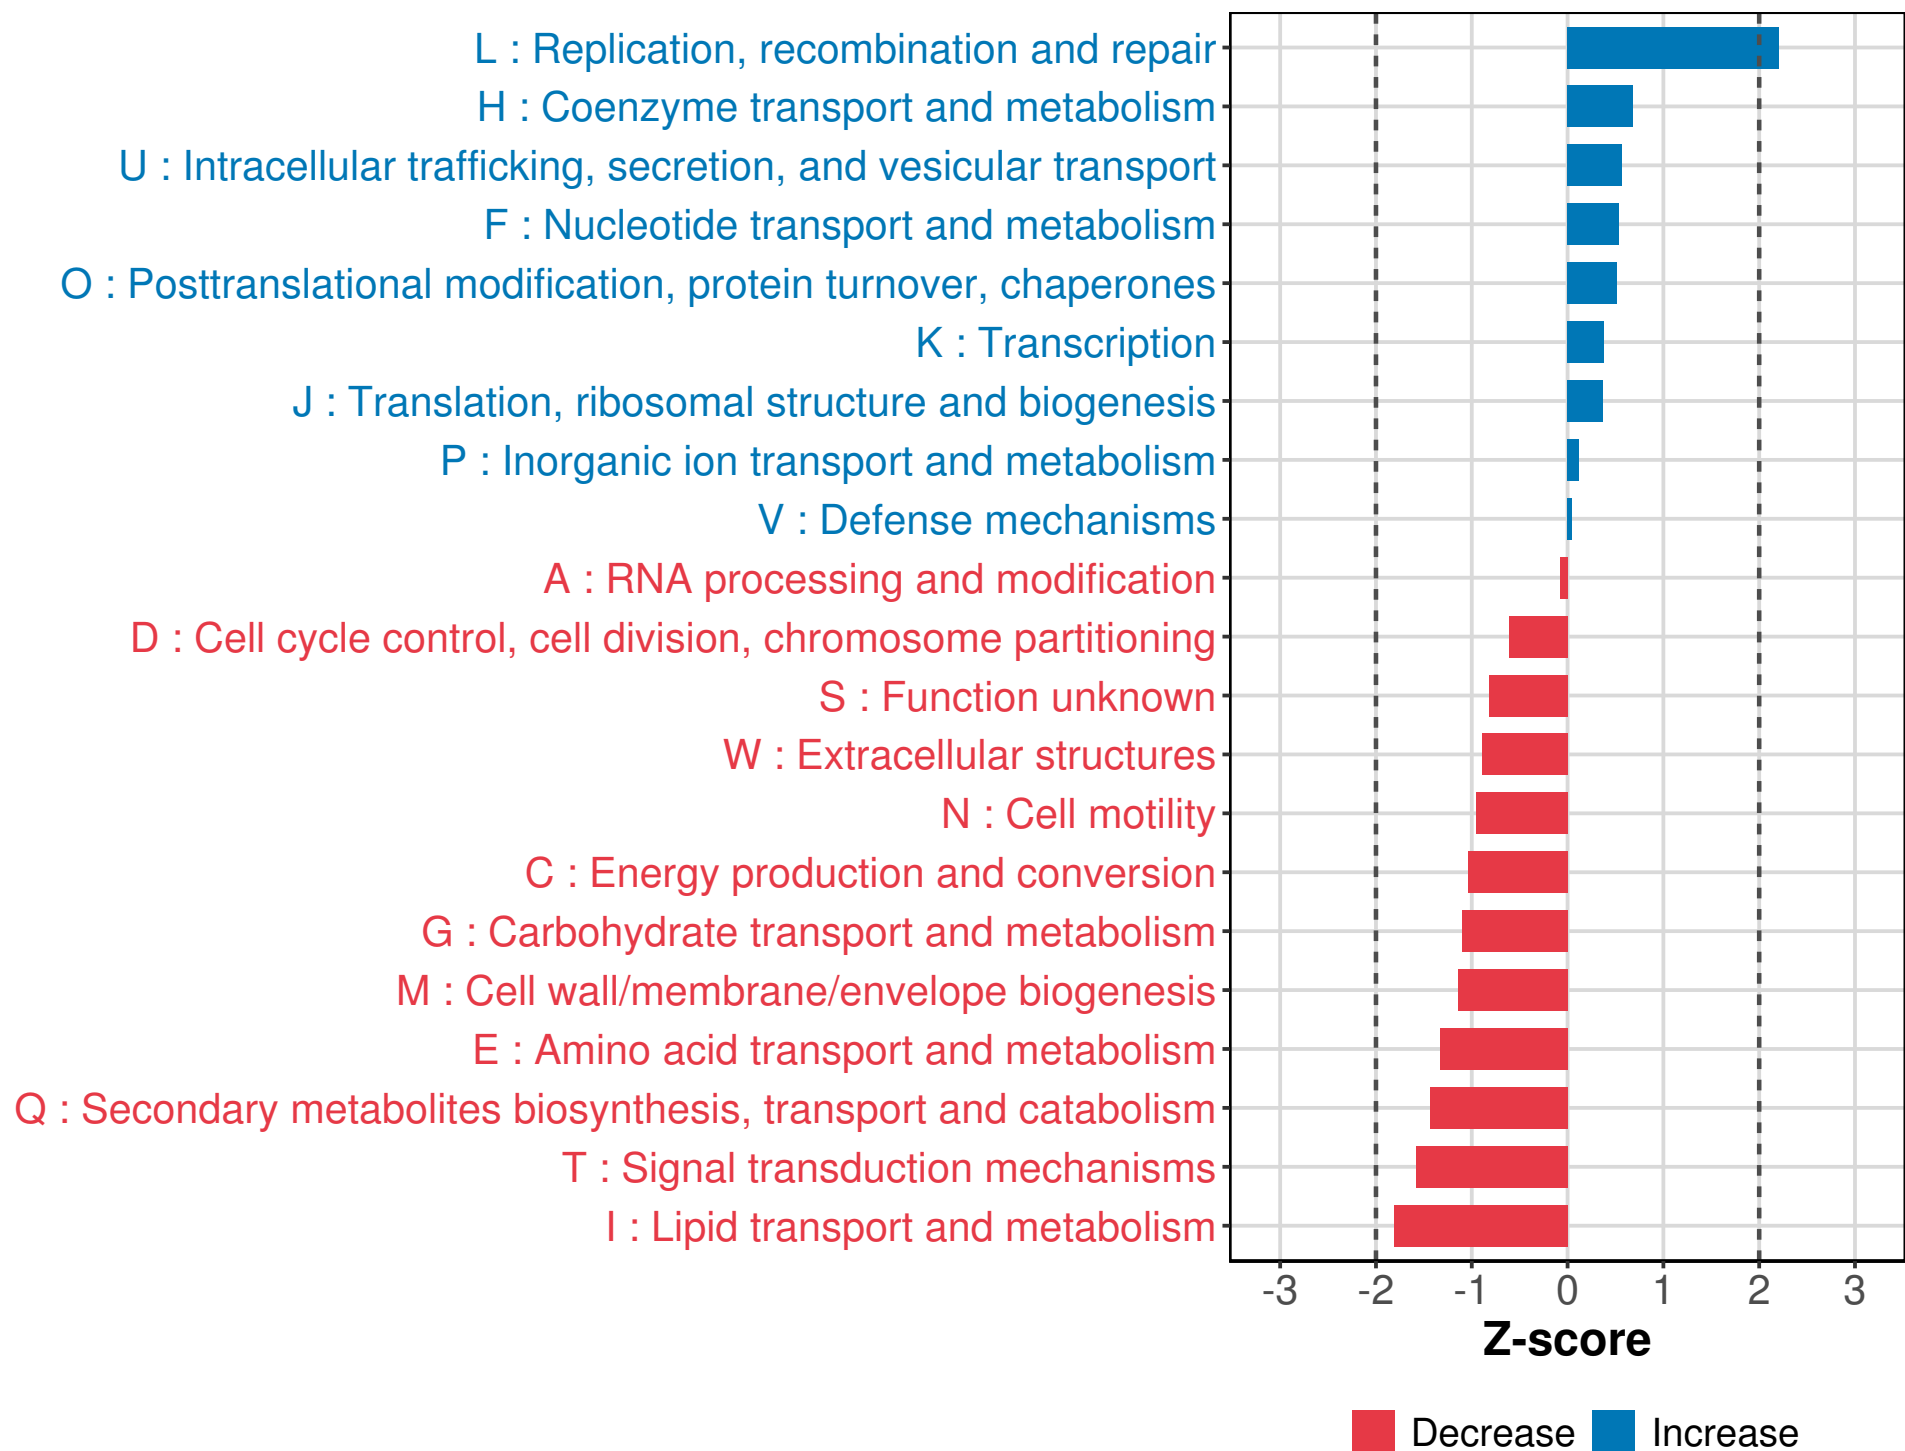 L : Replication, recombination and repair
H : Coenzyme transport and metabolism
U : Intracellular trafficking, secretion, and vesicular transport
F : Nucleotide transport and metabolism
O : Posttranslational modification, protein turnover, chaperones
K : Transcription
J : Translation, ribosomal structure and biogenesis
P : Inorganic ion transport and metabolism
V : Defense mechanisms
A : RNA processing and modification
D : Cell cycle control, cell division, chromosome partitioning
S : Function unknown
W : Extracellular structures
N : Cell motility
C : Energy production and conversion
G : Carbohydrate transport and metabolism
M : Cell wall/membrane/envelope biogenesis
E : Amino acid transport and metabolism
Q : Secondary metabolites biosynthesis, transport and catabolism
T : Signal transduction mechanisms
I : Lipid transport and metabolism
-3 -2 -1 0 1 2 3
Z-score
Decrease Increase